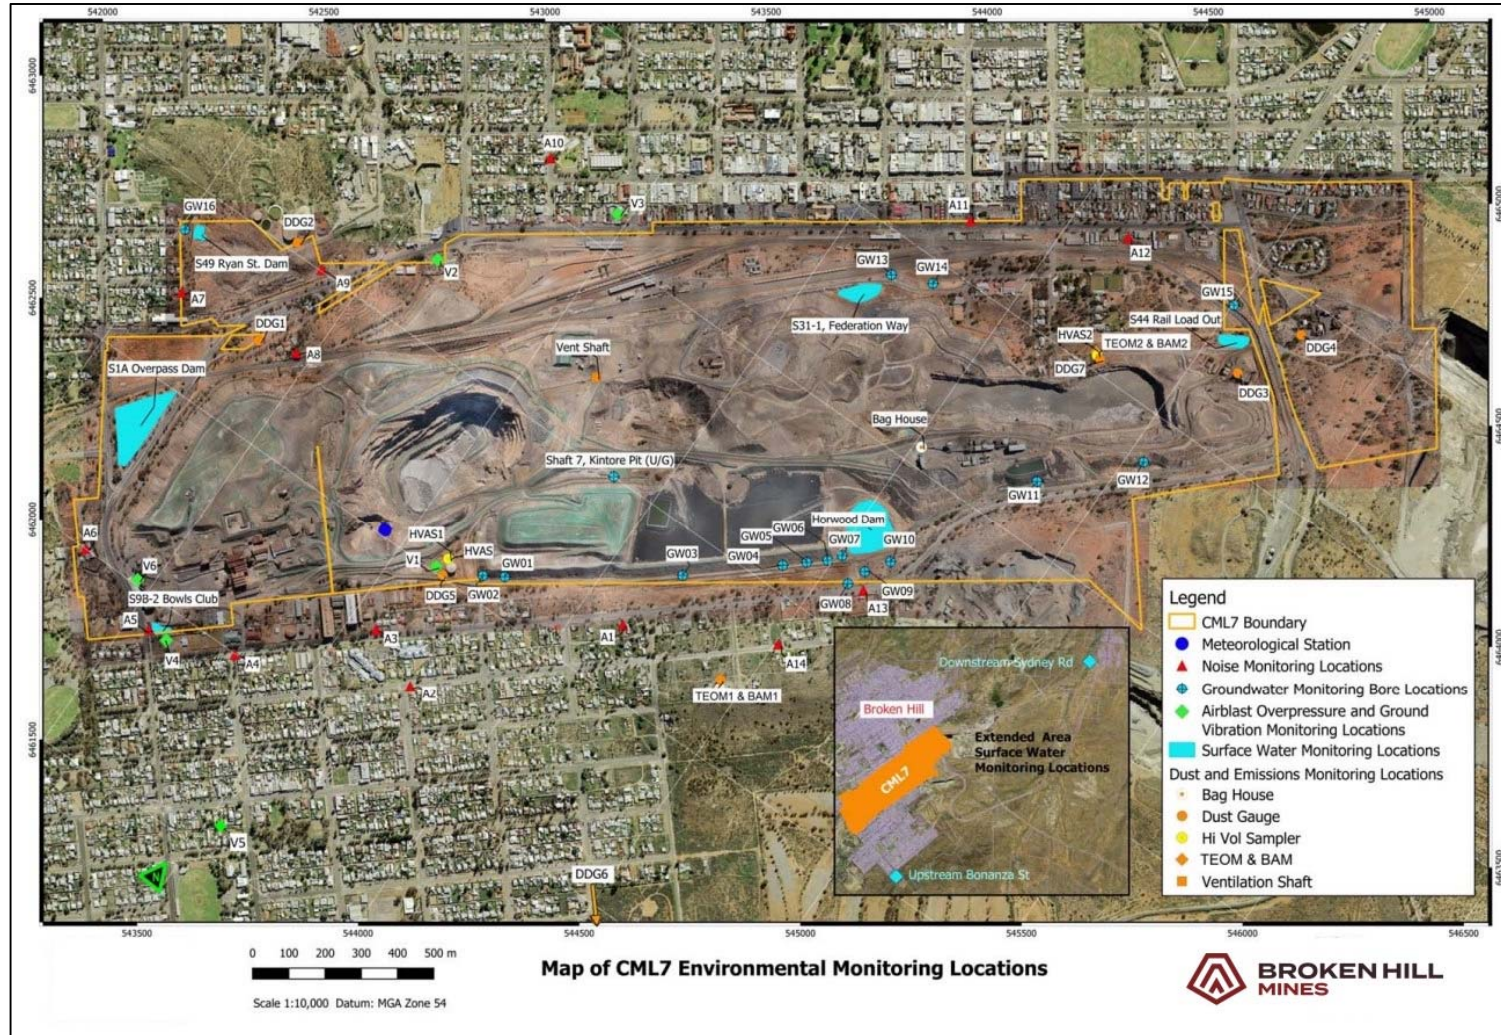 542000
542500
543000
543500
544000
544500
545000
6463000
6462500
6462000
6461500
6465000
6464500
6464000
6463500
A10
V3
A11
A12
GW16
DDG2
S49 Ryan St. Dam
A9
V2
A7
GW13
GW14
GW15
S31-1, Federation Way
S44 Rail Load Out
DDG1
A8
Vent Shaft
HVAS2
TEOM2 & BAM2
DDG7
DDG4
DDG3
S1A Overpass Dam
Bag House
Shaft 7, Kintore Pit (U/G)
GW12
GW11
Horwood Dam
A6
HVAS1
HVAS
V1
GW01
GW03
GW04
GW05
GW06
GW07
GW10
V6
S9B-2 Bowls Club
DDG5
GW02
GW08
GW09
A13
A5
V4
A4
A3
A1
A14
A2
TEOM1 & BAM1
V5
N
DDG6
Downstream Sydney Rd
Broken Hill
Extended Area
Surface Water
Monitoring Locations
CML7
Upstream Bonanza St
Legend
CML7 Boundary
Meteorological Station
Noise Monitoring Locations
Groundwater Monitoring Bore Locations
Airblast Overpressure and Ground
Vibration Monitoring Locations
Surface Water Monitoring Locations
Dust and Emissions Monitoring Locations
Bag House
Dust Gauge
Hi Vol Sampler
TEOM & BAM
Ventilation Shaft
543500
544000
544500
545000
545500
546000
546500
0 100 200 300 400 500 m
Scale 1:10,000 Datum: MGA Zone 54
Map of CML7 Environmental Monitoring Locations
BROKEN HILL
MINES